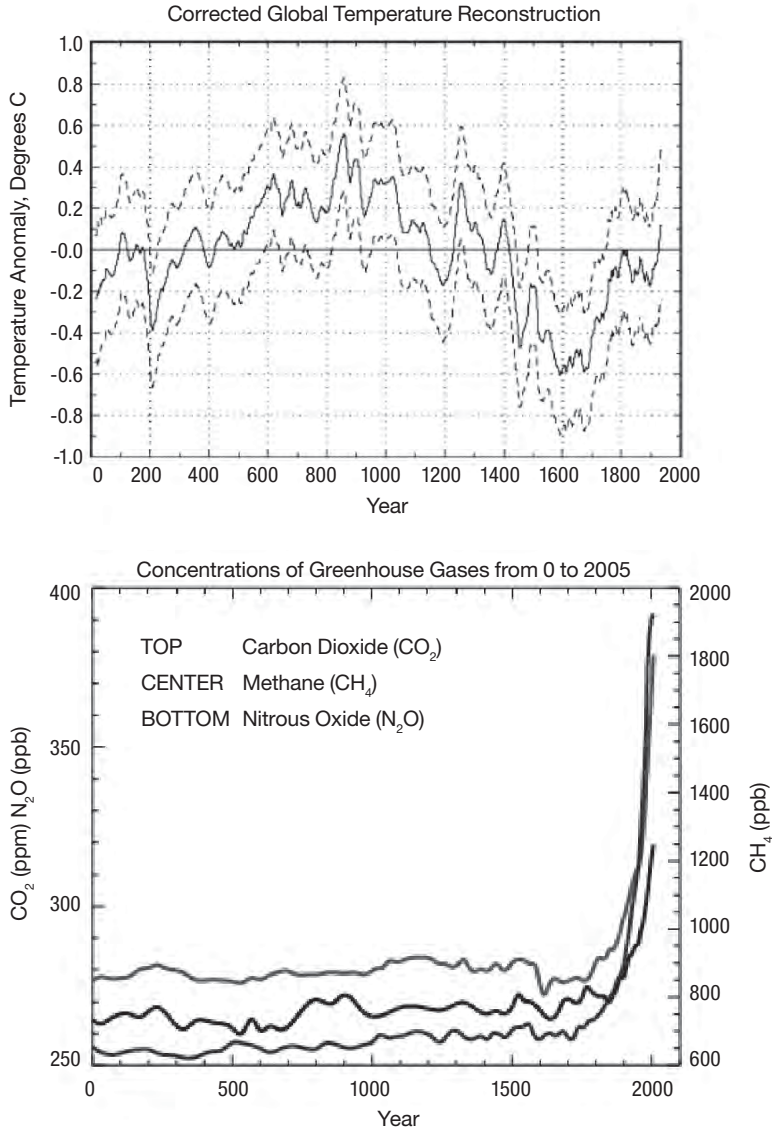 Corrected Global Temperature Reconstruction
Temperature Anomaly, Degrees C
1.0
0.8
0.6
0.4
0.2
-0.0
-0.2
-0.4
-0.6
-0.8
-1.0
0 200 400 600 800 1000 1200 1400 1600 1800 2000
Year
Concentrations of Greenhouse Gases from 0 to 2005
TOP Carbon Dioxide (CO₂)
CENTER Methane (CH₄)
BOTTOM Nitrous Oxide (N₂O)
CO₂ (ppm) N₂O (ppb)
400
350
300
250
2000
1800
1600
1400
1200
1000
800
600
CH₄ (ppb)
0 500 1000 1500 2000
Year